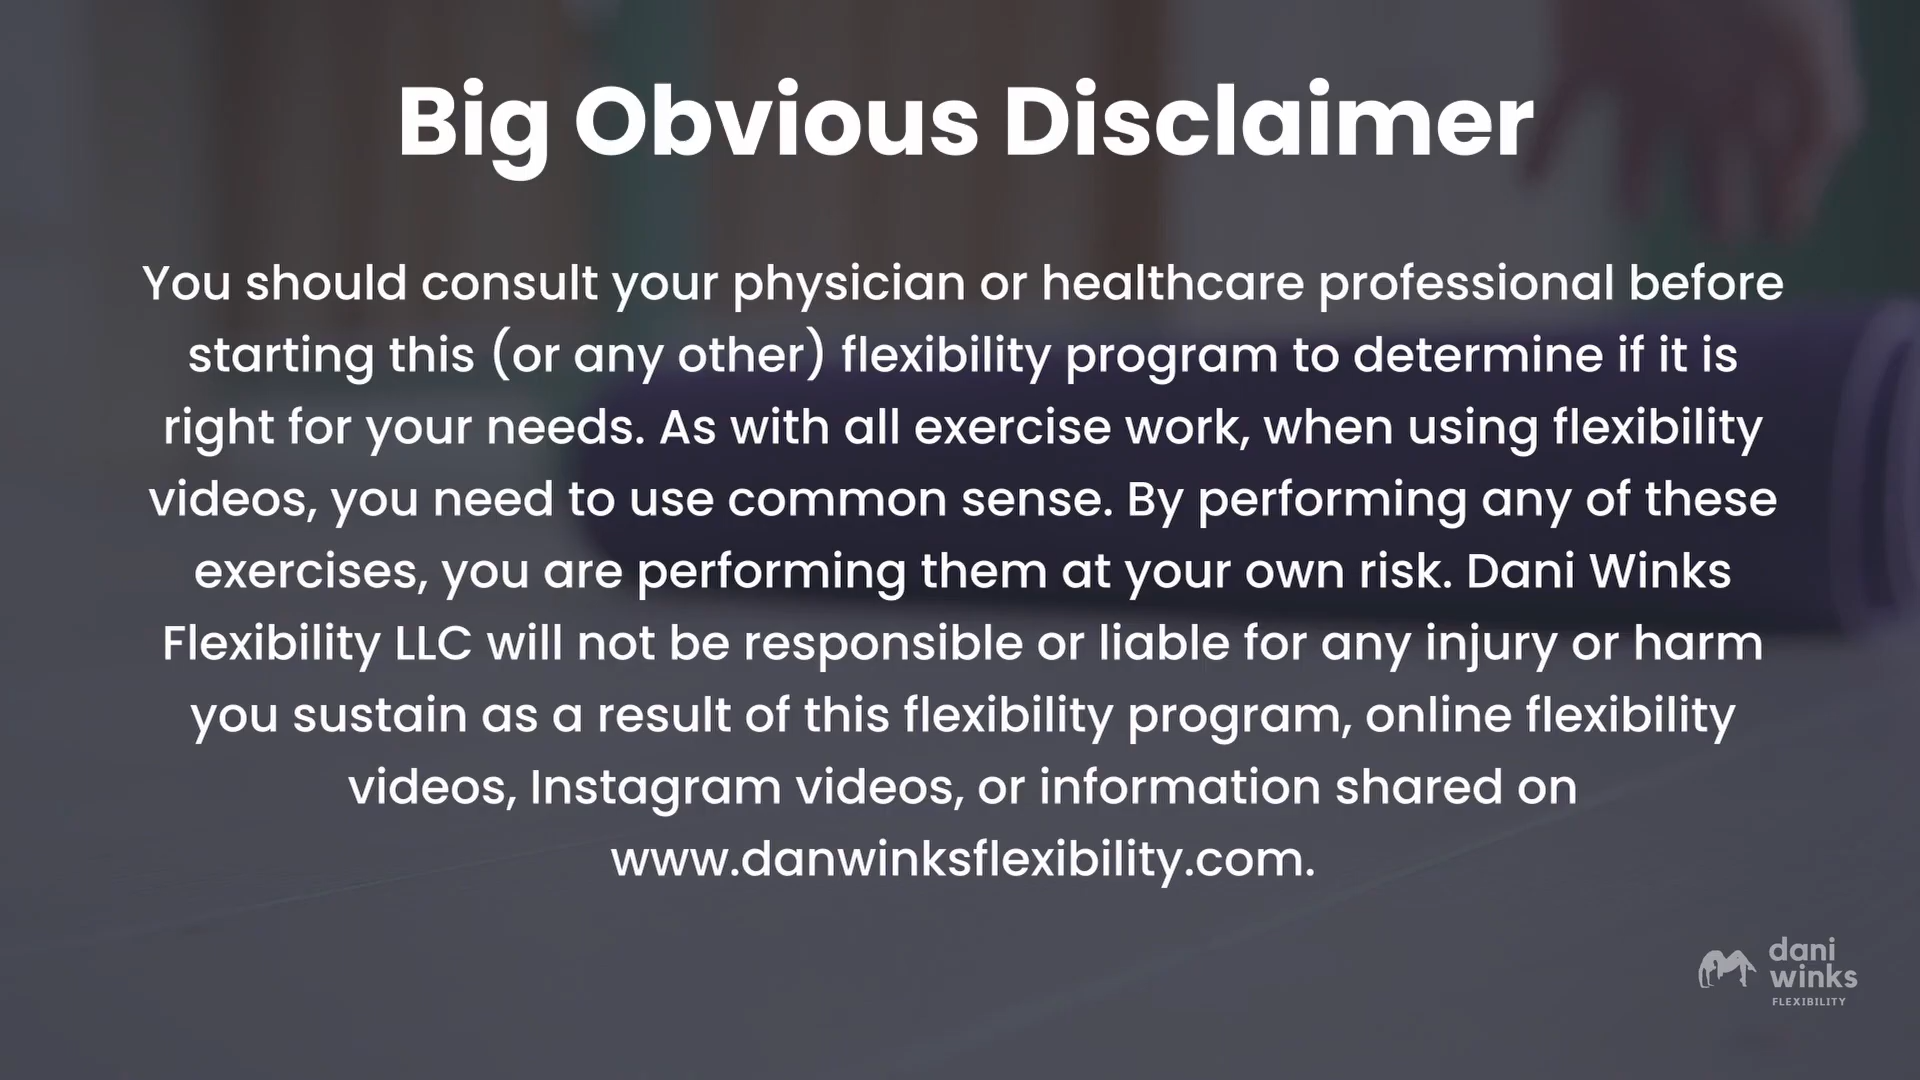 Big Obvious Disclaimer
You should consult your physician or healthcare professional before
starting this (or any other) flexibility program to determine if it is
right for your needs. As with all exercise work, when using flexibility
videos, you need to use common sense. By performing any of these
exercises, you are performing them at your own risk. Dani Winks
Flexibility LLC will not be responsible or liable for any injury or harm
you sustain as a result of this flexibility program, online flexibility
videos, Instagram videos, or information shared on
www.danwinksflexibility.com.
dani
winks
FLEXIBILITY